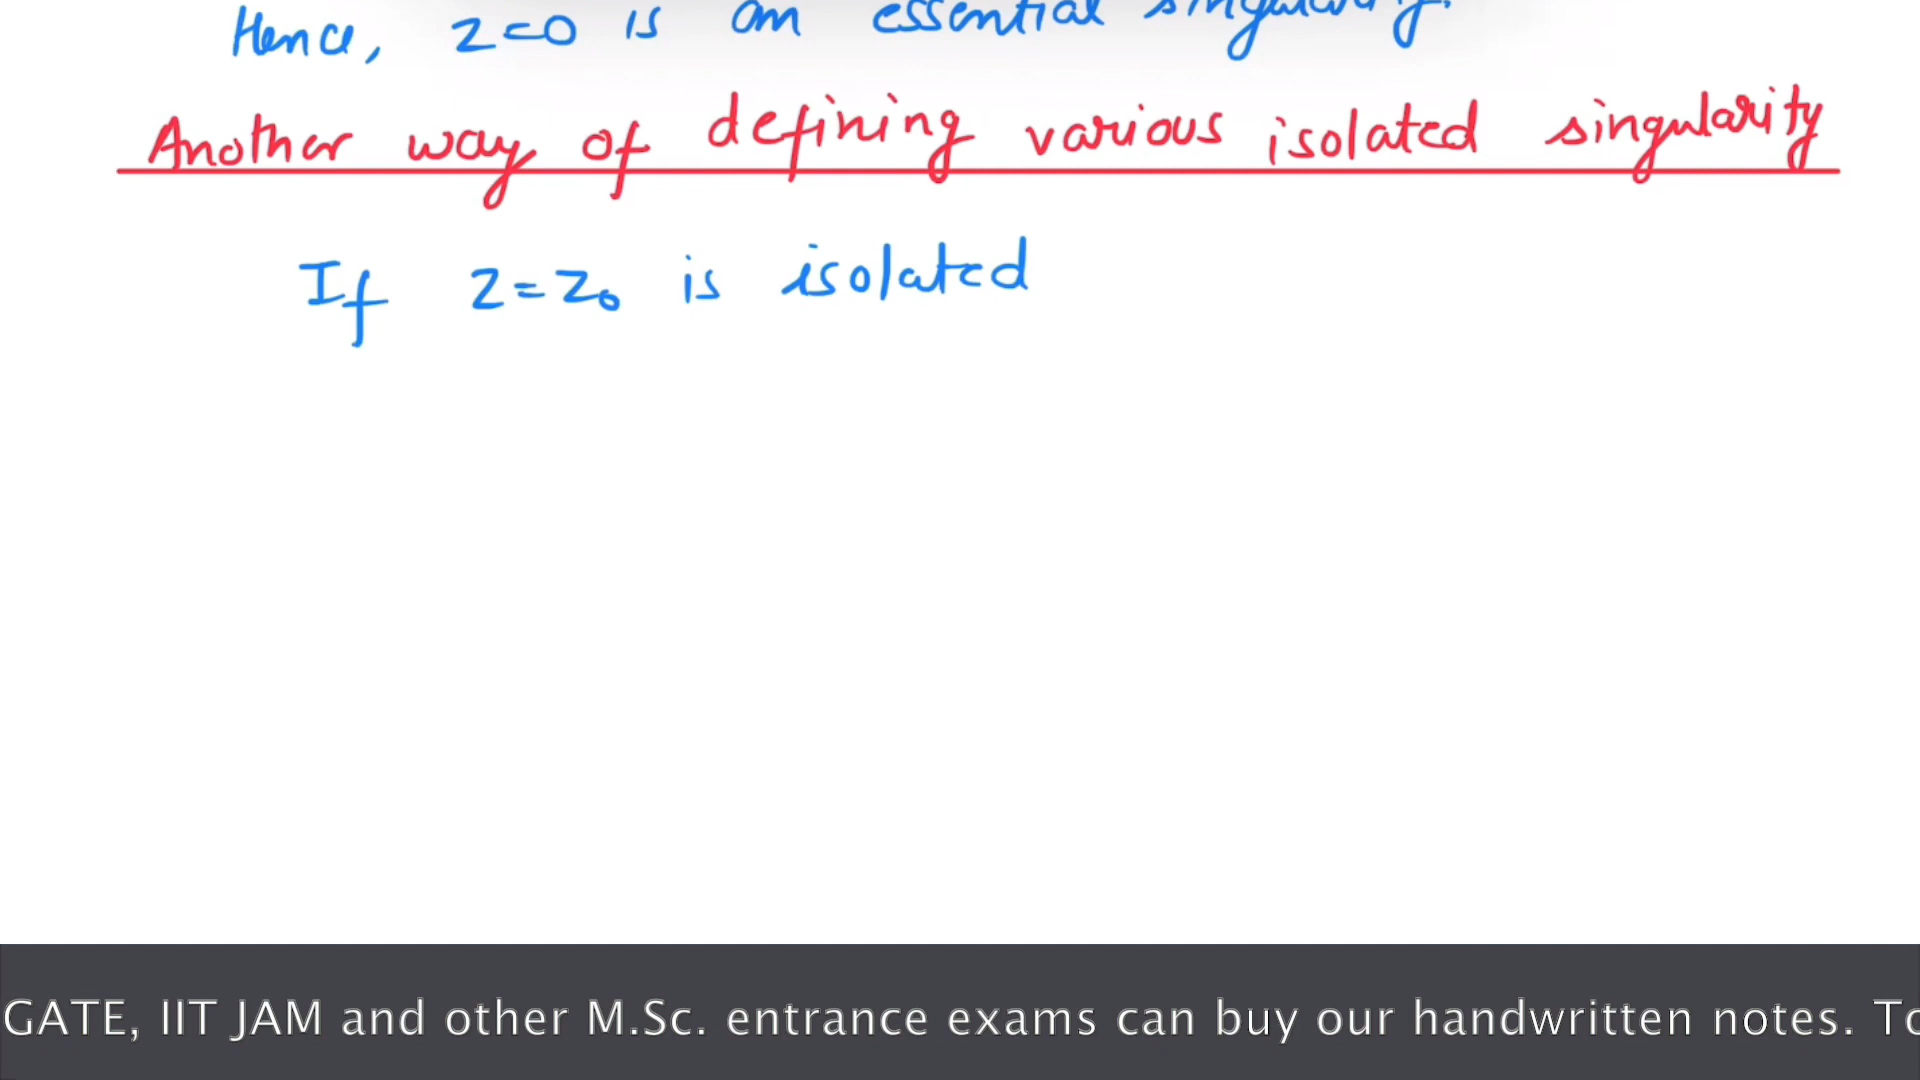 Hence, z=0 is an essential singularity.
Another way of defining various isolated singularity
If z=z₀ is isolated
GATE, IIT JAM and other M.Sc. entrance exams can buy our handwritten notes. To